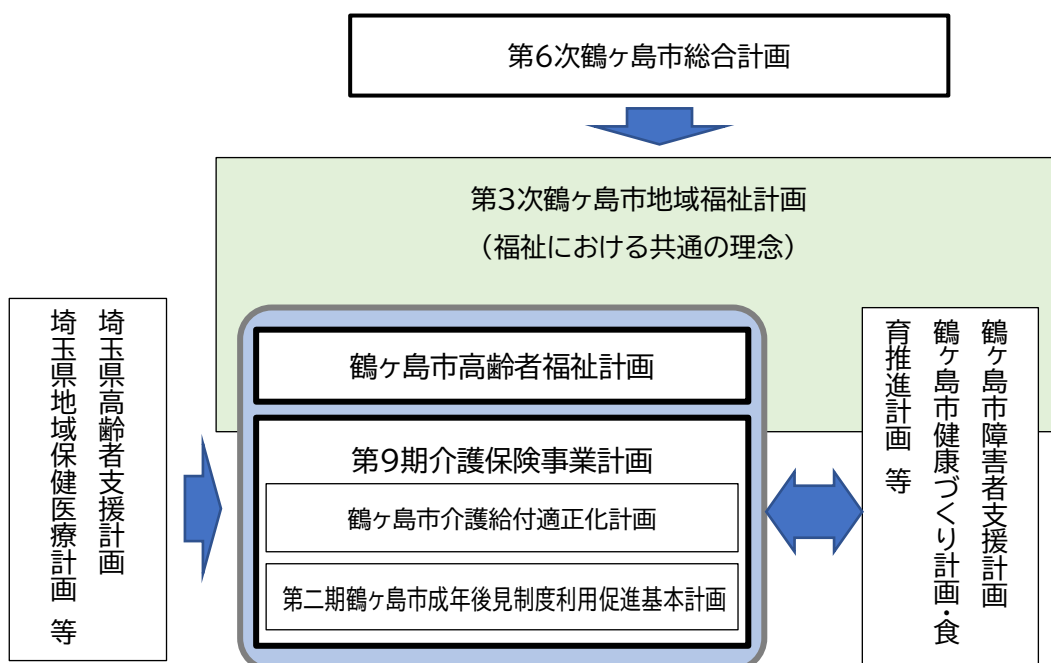 第6次鶴ヶ島市総合計画
第3次鶴ヶ島市地域福祉計画
（福祉における共通の理念）
埼玉県高齢者支援計画
埼玉県地域保健医療計画 等
鶴ヶ島市高齢者福祉計画
第9期介護保険事業計画
鶴ヶ島市介護給付適正化計画
第二期鶴ヶ島市成年後見制度利用促進基本計画
鶴ヶ島市障害者支援計画
鶴ヶ島市健康づくり計画・食
育推進計画 等